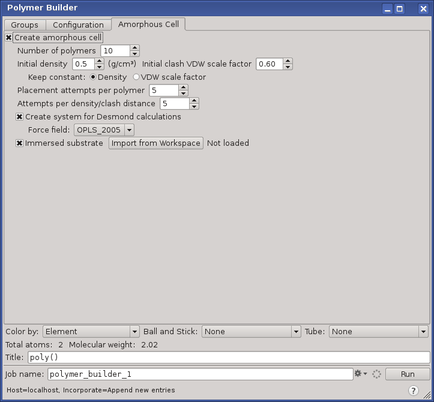 Polymer Builder
Groups Configuration Amorphous Cell
Create amorphous cell
Number of polymers 10
Initial density 0.5 (g/cm³) Initial clash VDW scale factor 0.60
Keep constant: Density VDW scale factor
Placement attempts per polymer 5
Attempts per density/clash distance 5
Create system for Desmond calculations
Force field: OPLS_2005
Immersed substrate Import from Workspace Not loaded
Color by: Element Ball and Stick: None Tube: None
Total atoms: 2 Molecular weight: 2.02
Title: poly()
Job name: polymer_builder_1 Run
Host=localhost, Incorporate=Append new entries ?